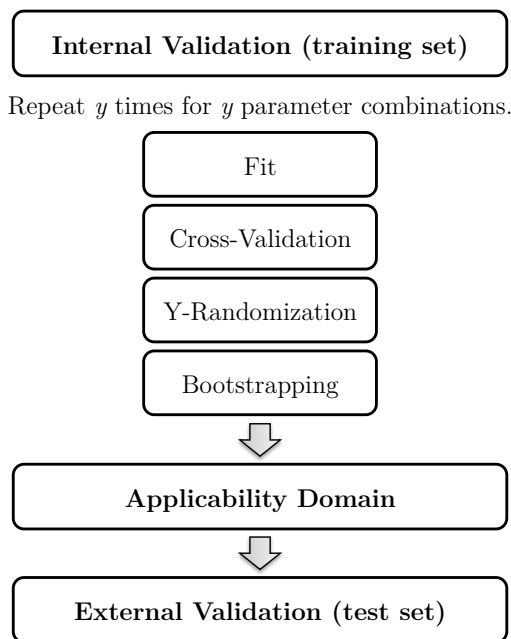 Internal Validation (training set)
Repeat y times for y parameter combinations.
Fit
Cross-Validation
Y-Randomization
Bootstrapping
Applicability Domain
External Validation (test set)